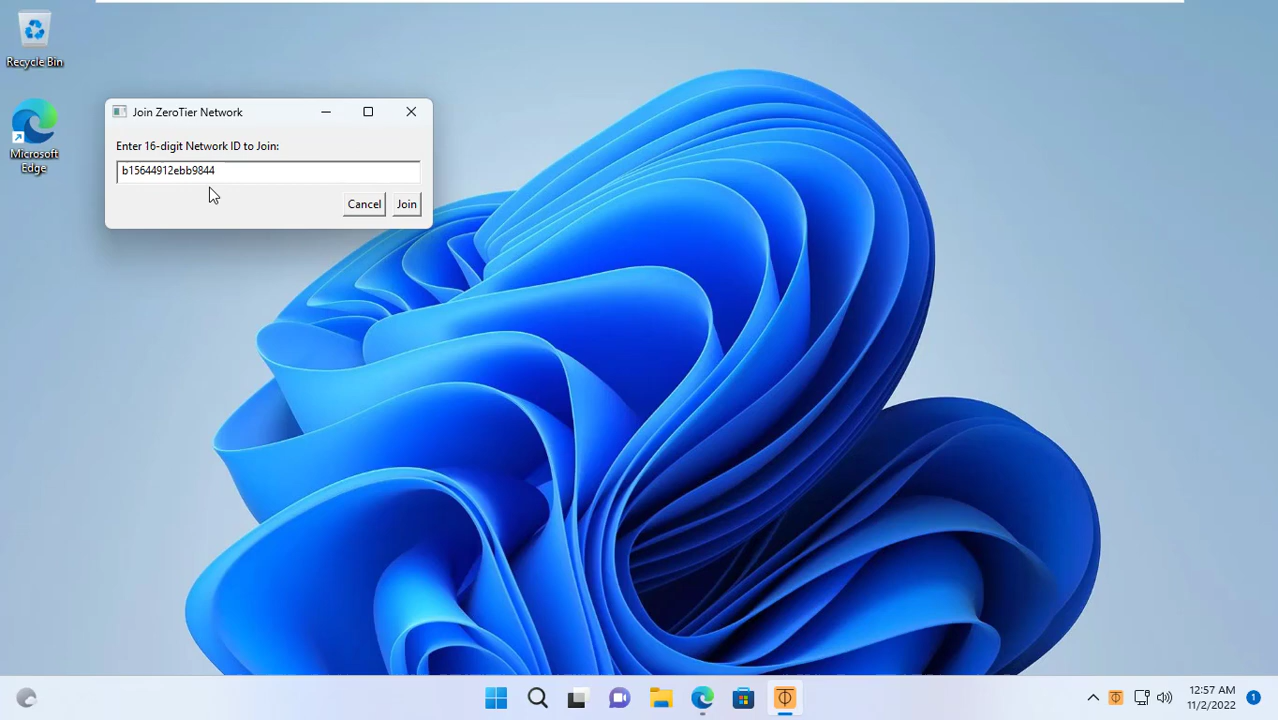 Recycle Bin
Microsoft
Edge
Join ZeroTier Network
Enter 16-digit Network ID to Join:
b15644912ebb9844
Cancel
Join
12:57 AM
11/2/2022
1